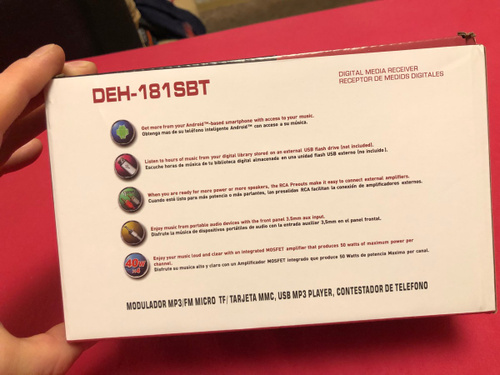 DEH-181SBT
DIGITAL MEDIA RECEIVER
RECEPTOR DE MEDIOS DIGITALES
Get more from your Android™-based smartphone with access to your music.
Obtenga mas de su teléfono inteligente Android™ con acceso a su música.
Listen to hours of music from your digital library stored on an external USB flash drive (not included).
Escuche horas de música de tu biblioteca digital almacenada en una unidad flash USB externo (no incluido).
When you are ready for more power or more speakers, the RCA Preouts make it easy to connect external amplifiers.
Cuando está listo para más potencia o más parlantes, las presalidas RCA facilitan la conexión de amplificadores externos.
Enjoy music from portable audio devices with the front panel 3.5mm aux input.
Disfrute la música de dispositivos portátiles de audio con la entrada auxiliar 3,5mm en el panel frontal.
Enjoy your music loud and clear with an integrated MOSFET amplifier that produces 50 watts of maximum power per
channel.
Disfrute su musica alto y claro con un Amplificador MOSFET integrado que produce 50 Watts de potencia Maxima por canal.
MODULADOR MP3/FM MICRO TF/ TARJETA MMC, USB MP3 PLAYER, CONTESTADOR DE TELEFONO